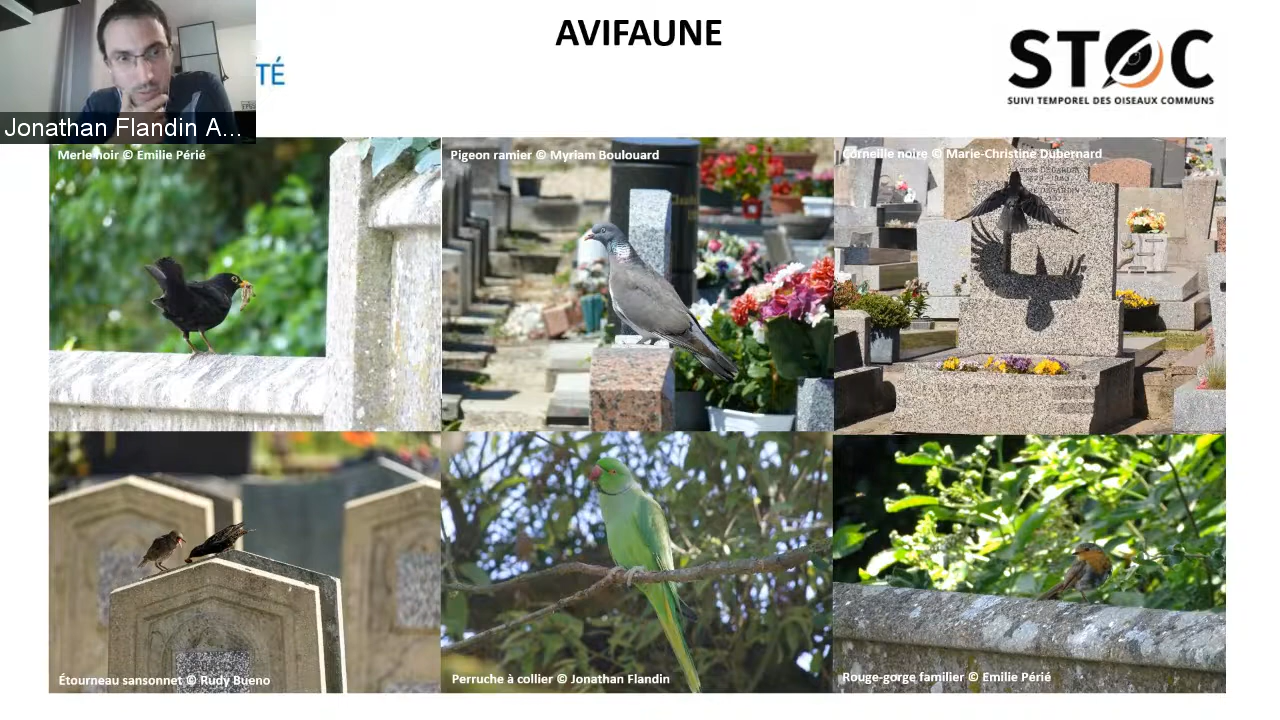 AVIFAUNE
STOC
SUIVI TEMPOREL DES OISEAUX COMMUNS
TÉ
Jonathan Flandin A...
Merle noir © Emilie Périé
Pigeon ramier © Myriam Boulouard
Corneille noire © Marie-Christine Dubernard
Étourneau sansonnet © Rudy Bueno
Perruche à collier © Jonathan Flandin
Rouge-gorge familier © Emilie Périé